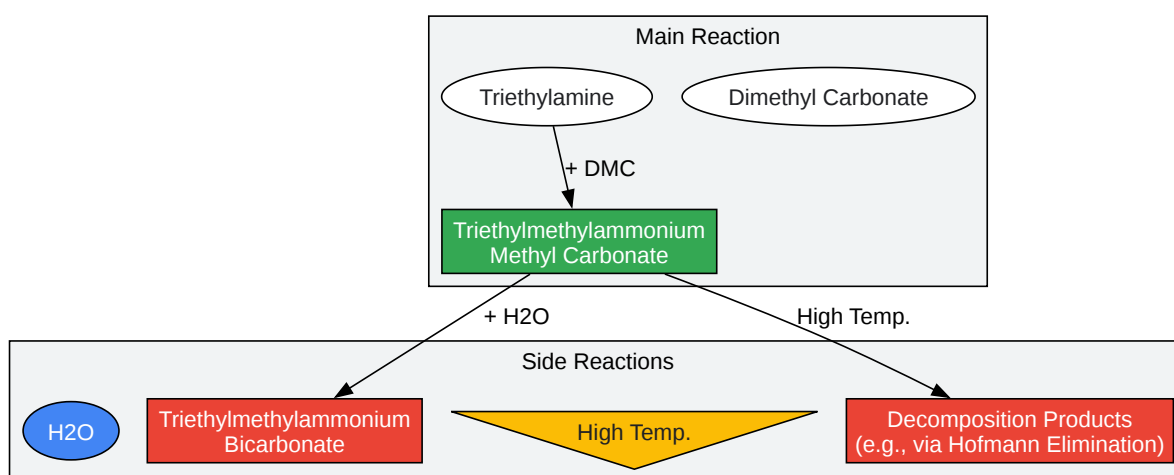 Main Reaction
Triethylamine
Dimethyl Carbonate
+ DMC
Triethylmethylammonium
Methyl Carbonate
+ H2O
High Temp.
Side Reactions
H2O
Triethylmethylammonium
Bicarbonate
High Temp.
Decomposition Products
(e.g., via Hofmann Elimination)